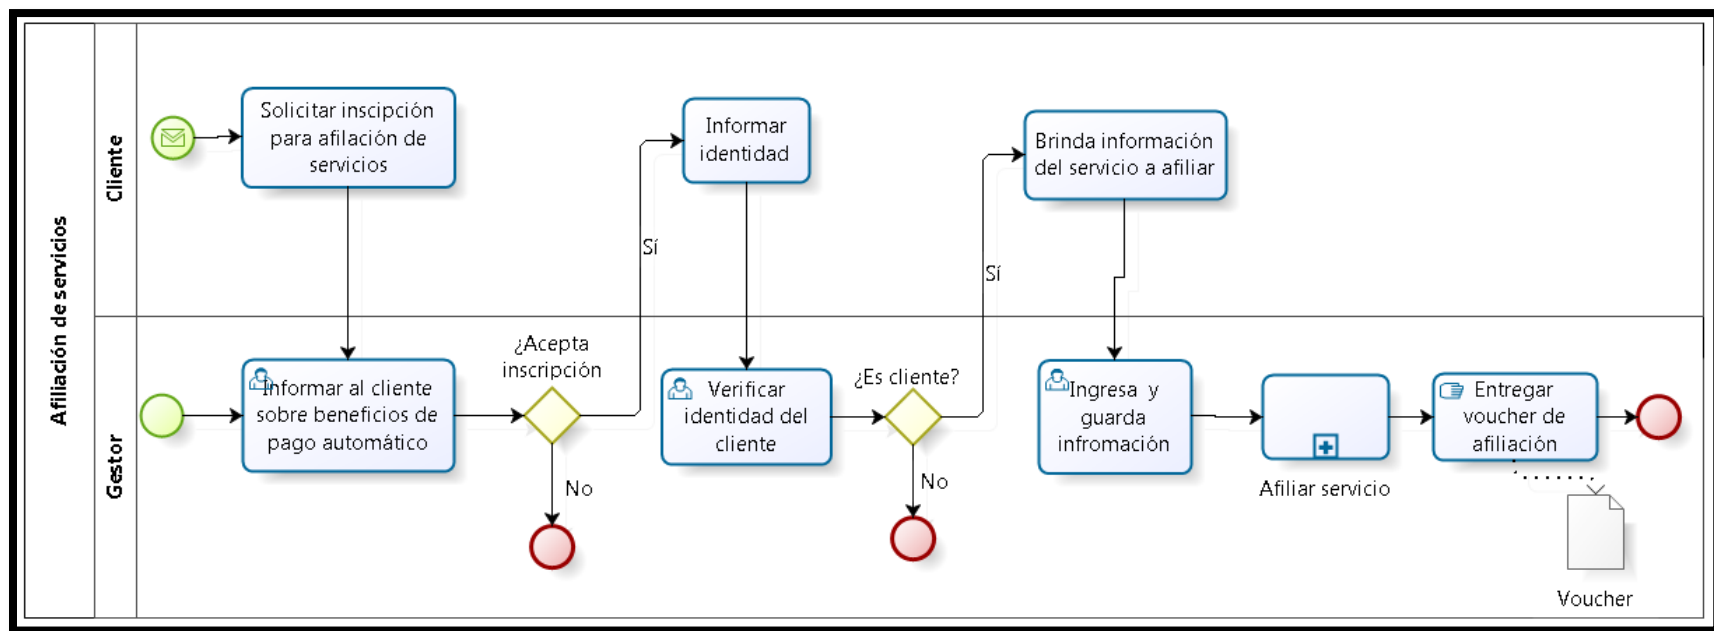 Afiliación de servicios
Cliente
Gestor
Solicitar inscipción
para afilación de
servicios
Informar
identidad
Brinda información
del servicio a afiliar
Sí
Sí
Informar al cliente
sobre beneficios de
pago automático
¿Acepta
inscripción
No
Verificar
identidad del
cliente
¿Es cliente?
No
Ingresa y
guarda
infromación
Afiliar servicio
Entregar
voucher de
afiliación
Voucher